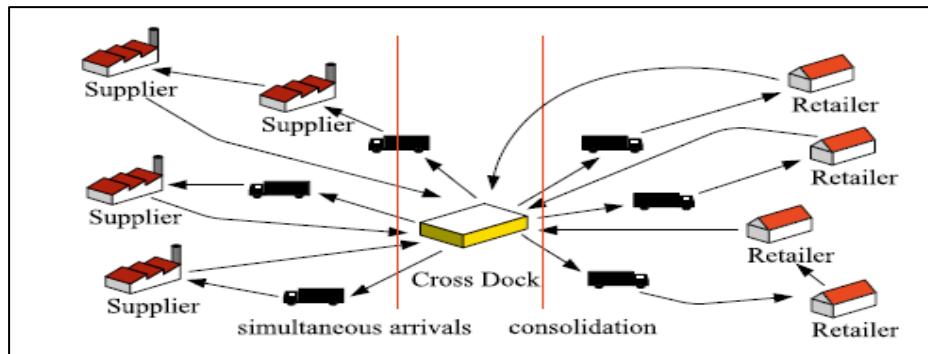 Supplier
Supplier
Supplier
Supplier
Cross Dock
simultaneous arrivals
consolidation
Retailer
Retailer
Retailer
Retailer